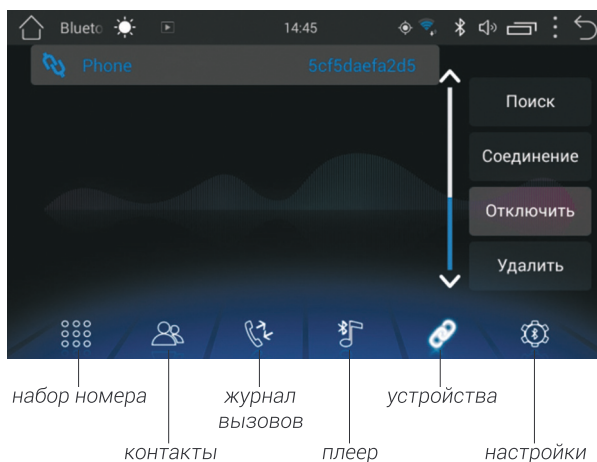 Blueto
14:45
Phone 5cf5daefa2d5
Поиск
Соединение
Отключить
Удалить
набор номера
журнал
вызовов
устройства
контакты
плеер
настройки